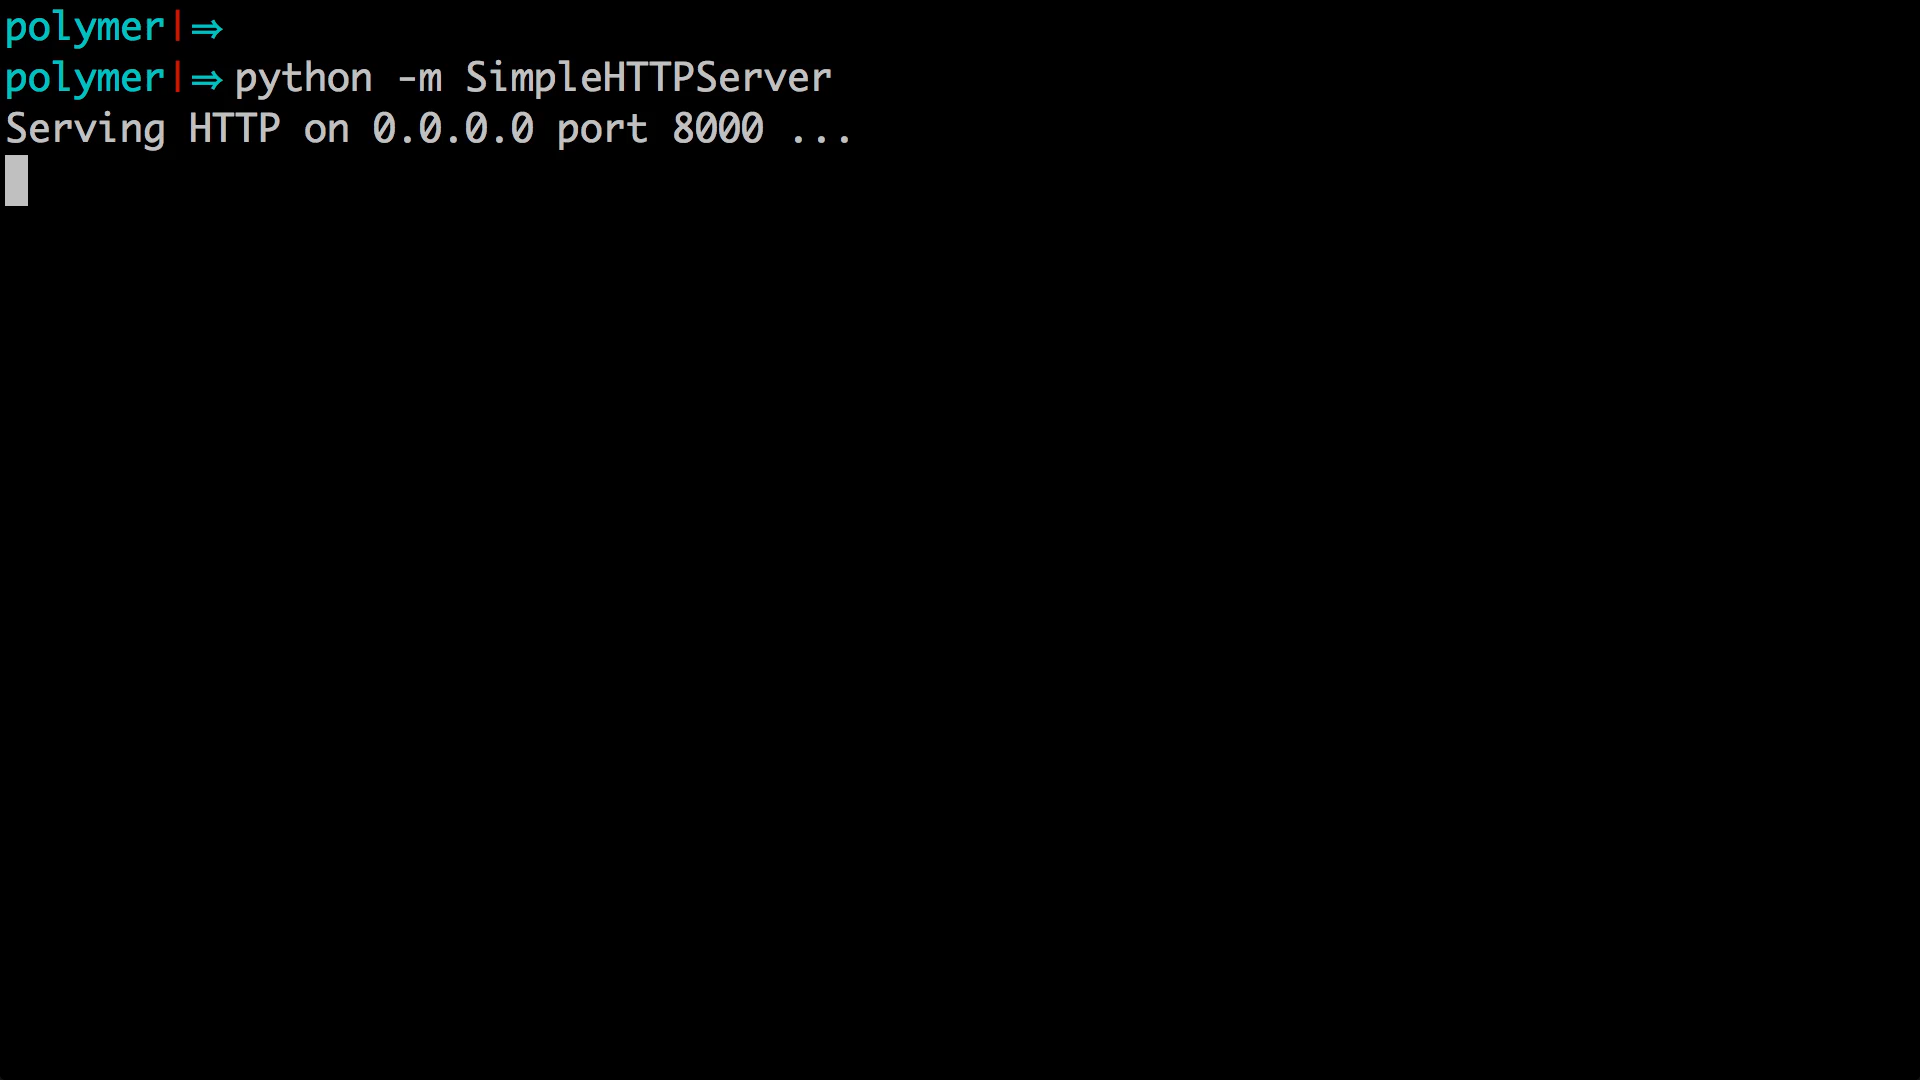 polymer|⇒
polymer|⇒ python -m SimpleHTTPServer
Serving HTTP on 0.0.0.0 port 8000 ...